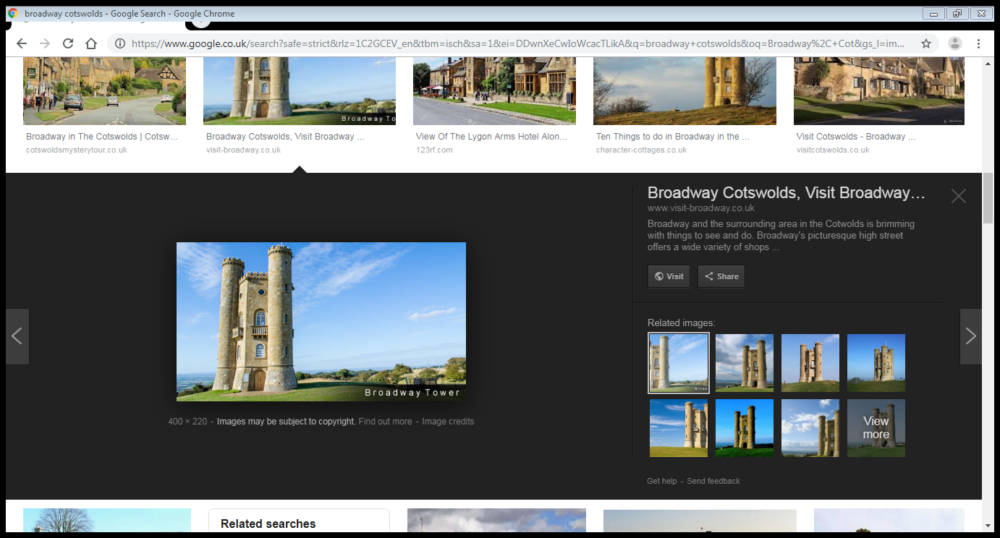 broadway cotswolds - Google Search - Google Chrome
https://www.google.co.uk/search?safe=strict&rlz=1C2GCEV_en&tbm=isch&sa=1&ei=DDwnXeCwIoWcacTLikA&q=broadway+cotswolds&oq=Broadway%2C+Cot&gs_l=im...
Broadway To
Broadway in The Cotswolds | Cotsw...
cotswoldsmysterytour.co.uk
Broadway Cotswolds, Visit Broadway ...
visit-broadway.co.uk
View Of The Lygon Arms Hotel Alon...
123rf.com
Ten Things to do in Broadway in the ...
character-cottages.co.uk
Visit Cotswolds - Broadway ...
visitcotswolds.co.uk
Broadway Cotswolds, Visit Broadway...
www.visit-broadway.co.uk
Broadway and the surrounding area in the Cotwolds is brimming
with things to see and do. Broadway's picturesque high street
offers a wide variety of shops ...
Visit
Share
Broadway Tower
400 × 220 - Images may be subject to copyright. Find out more - Image credits
Related images:
View
more
Get help - Send feedback
Related searches